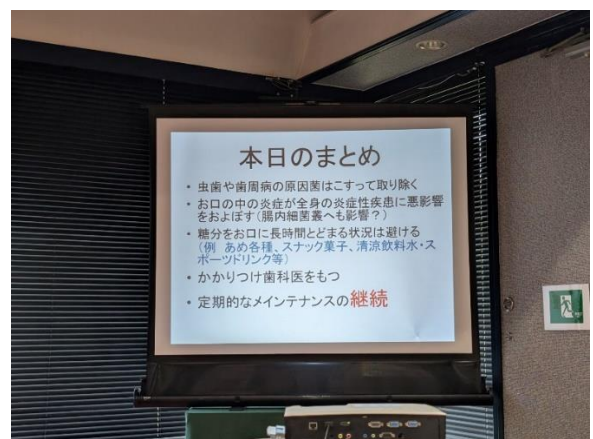 本日のまとめ
・虫歯や歯周病の原因菌はこすって取り除く
・お口の中の炎症が全身の炎症性疾患に悪影響
をおよぼす(腸内細菌叢へも影響？)
・糖分をお口に長時間とどまる状況は避ける
(例 あめ各種、スナック菓子、清涼飲料水・ス
ポーツドリンク等)
・かかりつけ歯科医をもつ
・定期的なメインテナンスの継続